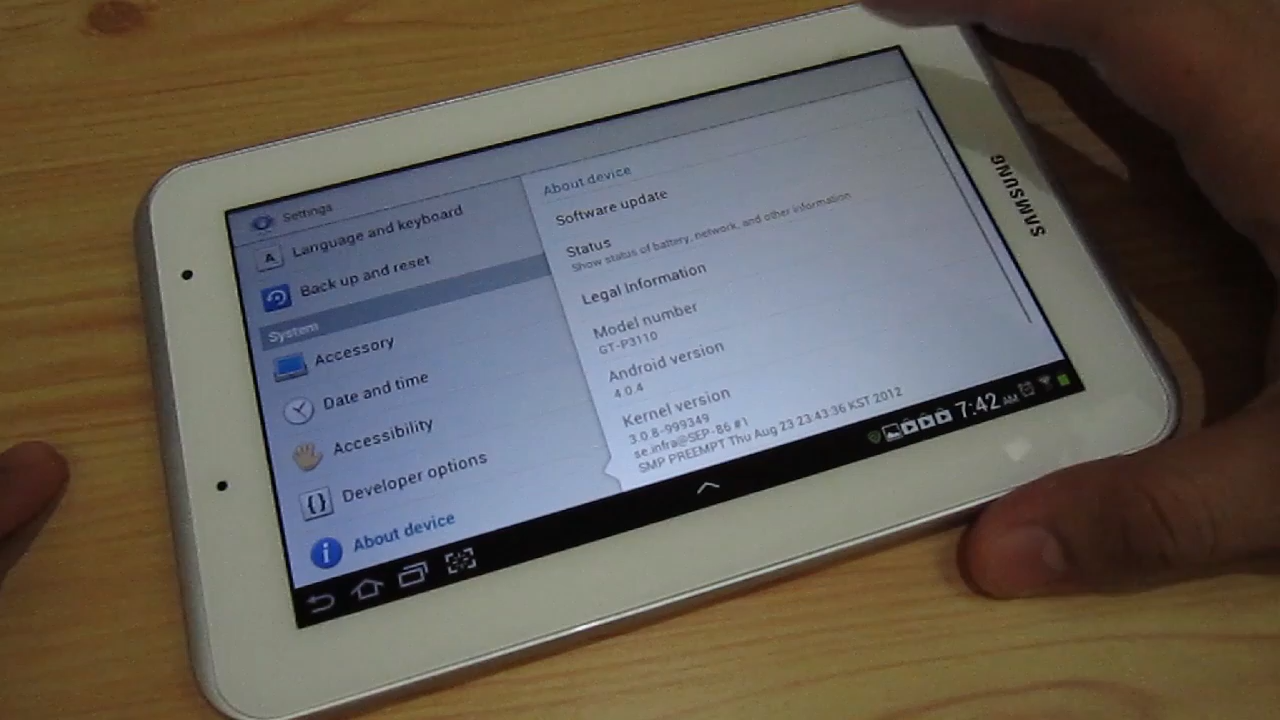 Settings
Language and keyboard
Back up and reset
System
Accessory
Date and time
Accessibility
Developer options
About device
About device
Software update
Status
Show status of battery, network, and other information
Legal information
Model number
GT-P3110
Android version
4.0.4
Kernel version
3.0.8-999349
se.infra@SEP-86 #1
SMP PREEMPT Thu Aug 23 23:43:36 KST 2012
7:42 AM
SAMSUNG